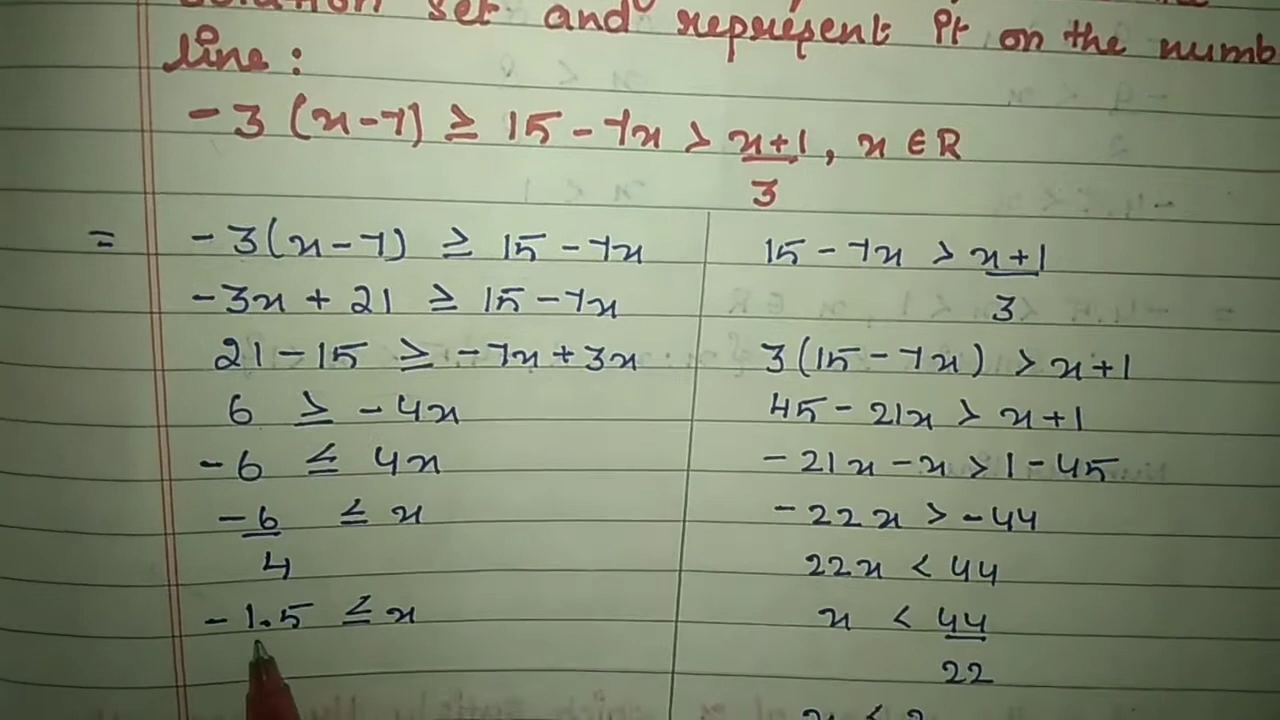 set and represent it on the numb
line:
-3(x-7) ≥ 15-7x > x+1/3, x ∈ R
= -3(x-7) ≥ 15-7x
-3x + 21 ≥ 15-7x
21-15 ≥ -7x+3x
6 ≥ -4x
-6 ≤ 4x
-6/4 ≤ x
-1.5 ≤ x
15-7x > x+1/3
3(15-7x) > x+1
45-21x > x+1
-21x-x > 1-45
-22x > -44
22x < 44
x < 44/22